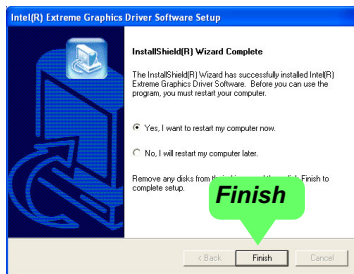 Intel(R) Extreme Graphics Driver Software Setup
InstallShield(R) Wizard Complete
The InstallShield(R) Wizard has successfully installed Intel(R)
Extreme Graphics Driver Software. Before you can use the
program, you must restart your computer.
Yes, I want to restart my computer now.
No, I will restart my computer later.
Remove any disks from Finish to
complete setup.
Finish
< Back
Finish
Cancel